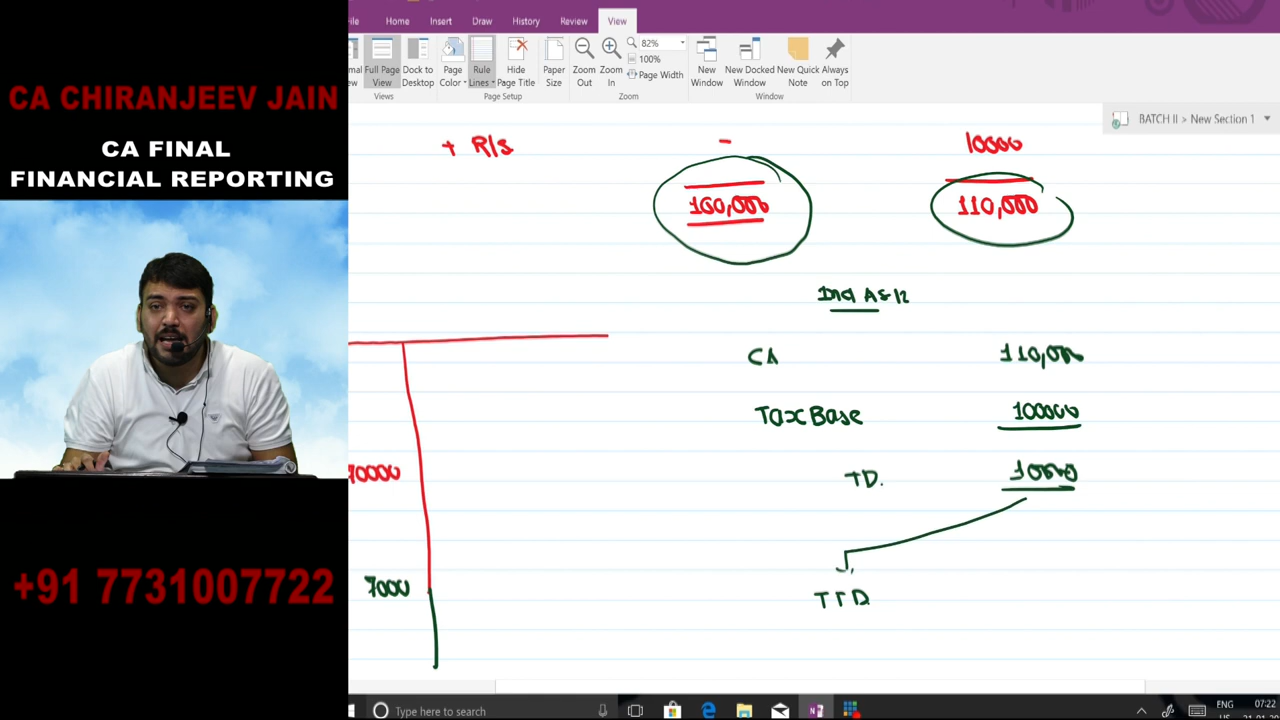 CA CHIRANJEEV JAIN
CA FINAL
FINANCIAL REPORTING
+91 7731007722
File Home Insert Draw History Review View
Full Page View
Dock to Desktop
Page Color
Rule Lines
Hide Page Title
Paper Size
Zoom Out
Zoom In
82%
100%
Page Width
New Window
New Docked Window
New Quick Note
Always on Top
Views Page Setup Zoom Window
BATCH II > New Section 1
+ R/S - 10000
100,000 110,000
Ind AS-12
CA 110,000
Tax Base 100000
TD. 10000
TTD
7000
Type here to search
ENG 07:22